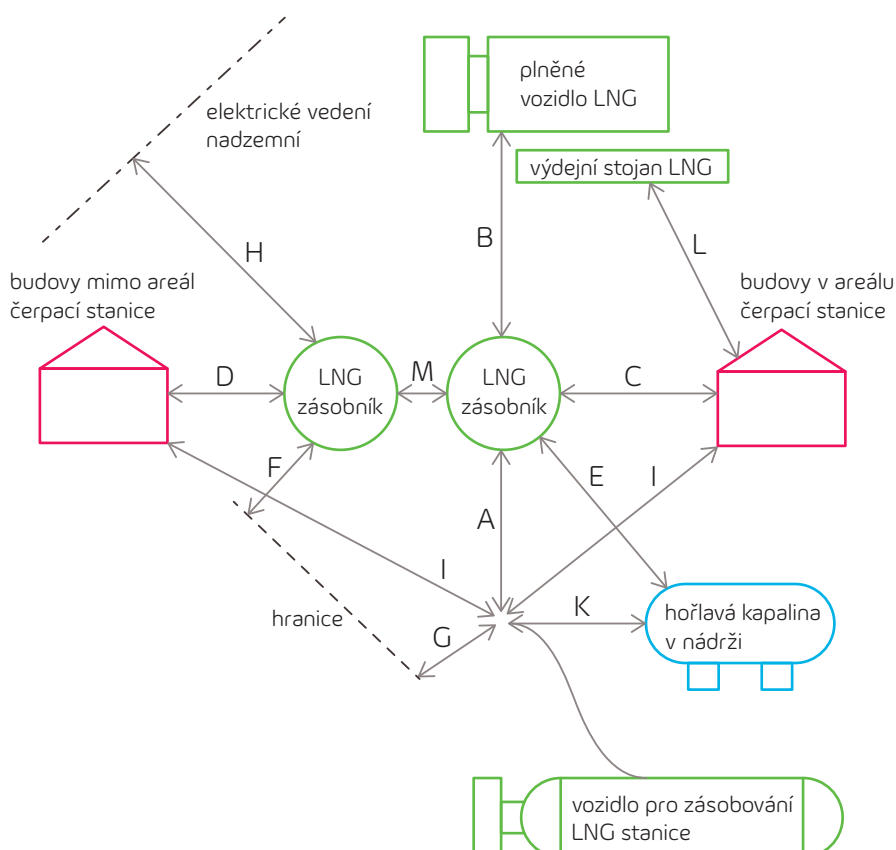 plněné
vozidlo LNG
elektrické vedení
nadzemní
výdejní stojan LNG
B
L
H
budovy mimo areál
čerpací stanice
budovy v areálu
čerpací stanice
D
LNG
zásobník
M
LNG
zásobník
C
F
E
I
A
I
hranice
G
K
hořlavá kapalina
v nádrži
vozidlo pro zásobování
LNG stanice